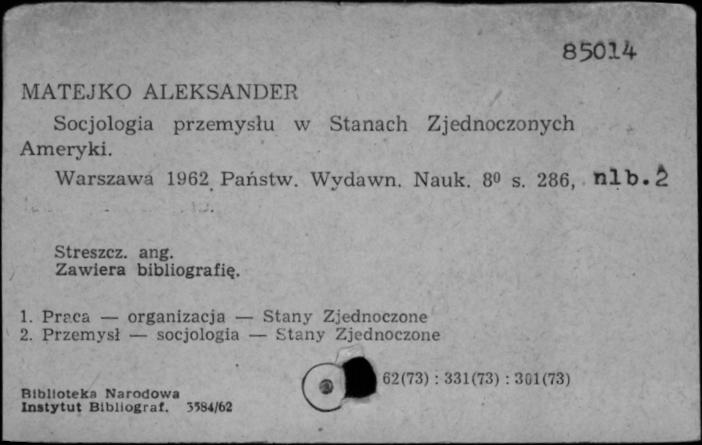 85014
MATEJKO ALEKSANDER
Socjologia przemysłu w Stanach Zjednoczonych
Ameryki.
Warszawa 1962 Państw. Wydawn. Nauk. 8º s. 286, nlb. 2
Streszcz. ang.
Zawiera bibliografię.
1. Praca — organizacja — Stany Zjednoczone
2. Przemysł — socjologia — Stany Zjednoczone
62(73) : 331(73) : 301(73)
Biblioteka Narodowa
Instytut Bibliograf. 3584/62